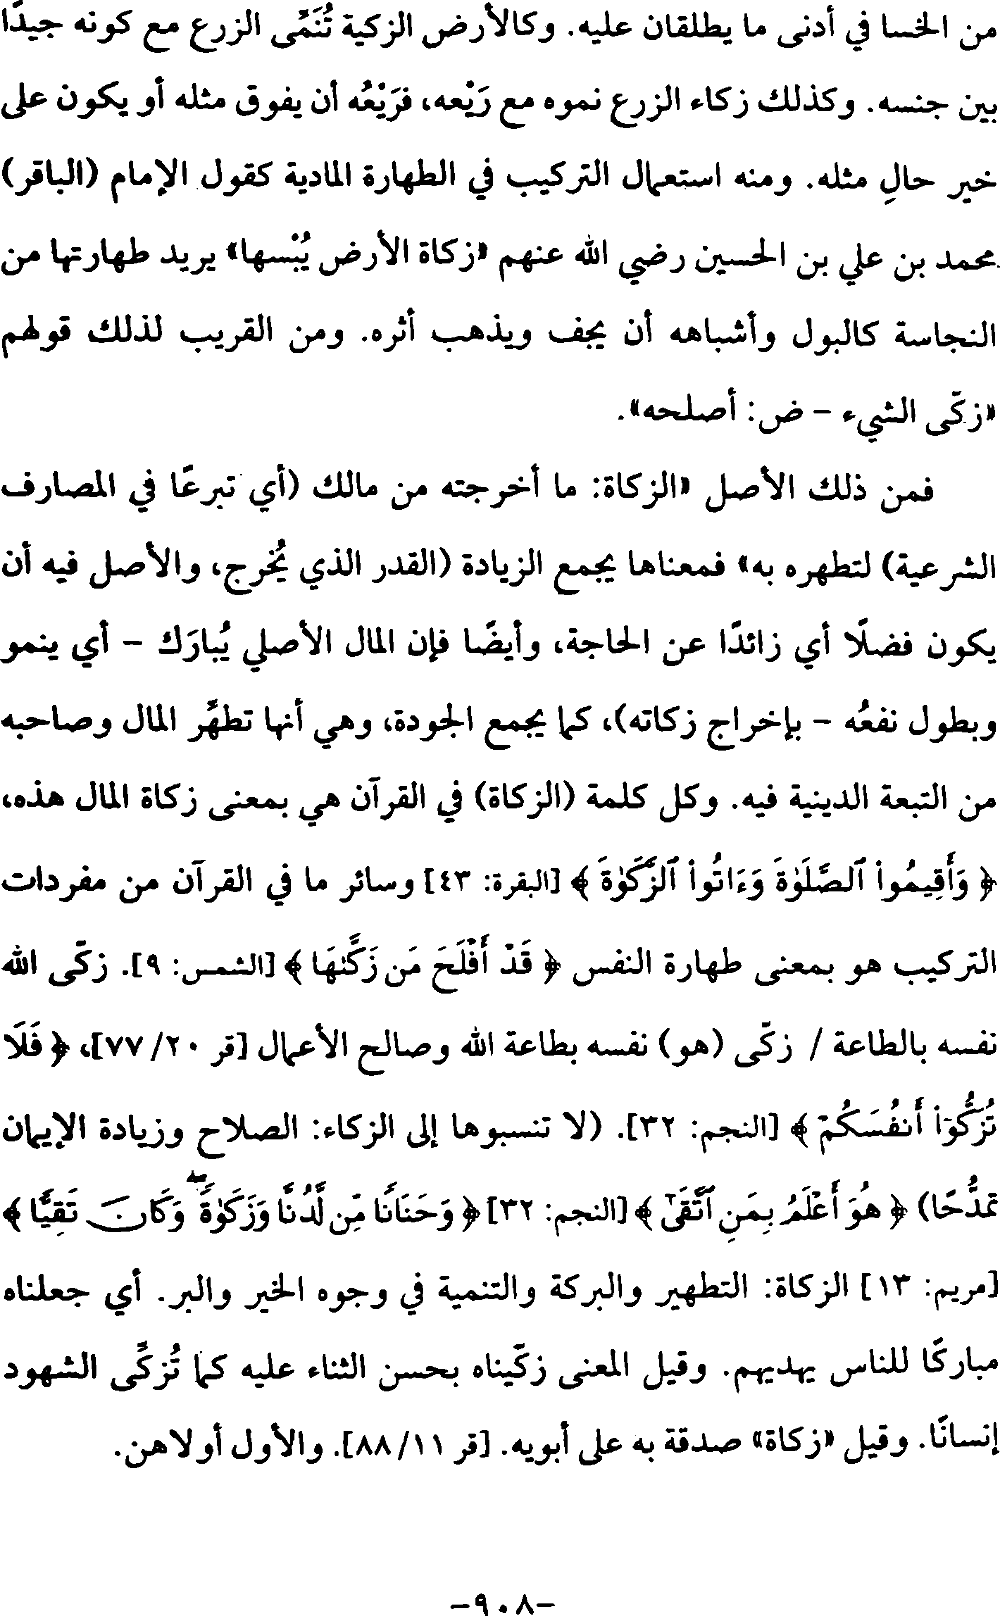 من الخسا في أدنى ما يطلقان عليه. وكالأرض الزكية تُنَمِّى الزرع مع كونه جيدًا
بين جنسه. وكذلك زكاء الزرع نموه مع رَيْعه، فرَيْعُه أن يفوق مثله أو يكون على
خير حالِ مثله. ومنه استعمال التركيب في الطهارة المادية كقول الإمام (الباقر)
محمد بن علي بن الحسين رضي الله عنهم «زكاة الأرض يُبْسها» يريد طهارتها من
النجاسة كالبول وأشباهه أن يجف ويذهب أثره. ومن القريب لذلك قولهم
«زكّى الشيء – ض: أصلحه».
فمن ذلك الأصل «الزكاة: ما أخرجته من مالك (أي تبرعًا في المصارف
الشرعية) لتطهره به» فمعناها يجمع الزيادة (القدر الذي يُخرج، والأصل فيه أن
يكون فضلًا أي زائدًا عن الحاجة، وأيضًا فإن المال الأصلي يُبارَك – أي ينمو
وبطول نفعُه – بإخراج زكاته)، كما يجمع الجودة، وهي أنها تطهِّر المال وصاحبه
من التبعة الدينية فيه. وكل كلمة (الزكاة) في القرآن هي بمعنى زكاة المال هذه،
﴿ وَأَقِيمُوا۟ ٱلصَّلَوٰةَ وَءَاتُوا۟ ٱلزَّكَوٰةَ ﴾ [البقرة: ٤٣] وسائر ما في القرآن من مفردات
التركيب هو بمعنى طهارة النفس ﴿ قَدْ أَفْلَحَ مَن زَكَّىٰهَا ﴾ [الشمس: ٩]. زكّى الله
نفسه بالطاعة / زكّى (هو) نفسه بطاعة الله وصالح الأعمال [قر ٢٠/ ٧٧]، ﴿ فَلَا
تُزَكُّوٓا۟ أَنفُسَكُمْ ﴾ [النجم: ٣٢]. (لا تنسبوها إلى الزكاء: الصلاح وزيادة الإيمان
تمدُّحًا) ﴿ هُوَ أَعْلَمُ بِمَنِ ٱتَّقَىٰٓ ﴾ [النجم: ٣٢] ﴿ وَحَنَانًا مِّن لَّدُنَّا وَزَكَوٰةً ۖ وَكَانَ تَقِيًّا ﴾
[مريم: ١٣] الزكاة: التطهير والبركة والتنمية في وجوه الخير والبر. أي جعلناه
مباركًا للناس يهديهم. وقيل المعنى زكّيناه بحسن الثناء عليه كما تُزكِّى الشهود
إنسانًا. وقيل «زكاة» صدقة به على أبويه. [قر ١١/ ٨٨]. والأول أولاهن.
-٩٠٨-